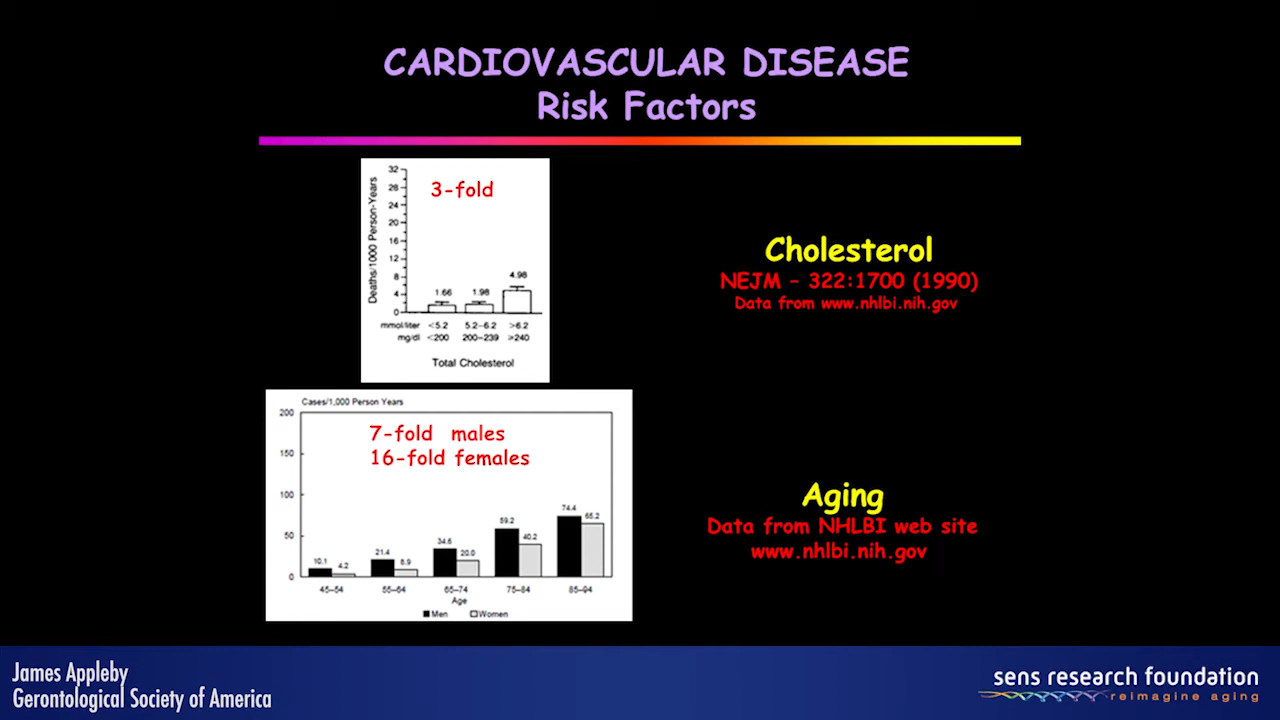 CARDIOVASCULAR DISEASE
Risk Factors
3-fold
Deaths/1000 Person-Years
32
28
24
20
16
12
8
4
0
1.66
1.98
4.98
mmol/liter <5.2 5.2–6.2 >6.2
mg/dl <200 200–239 >240
Total Cholesterol
Cholesterol
NEJM – 322:1700 (1990)
Data from www.nhlbi.nih.gov
Cases/1,000 Person Years
7-fold males
16-fold females
200
150
100
50
0
10.1 4.2
21.4 8.9
34.6 20.0
59.2 40.2
74.4 65.2
45–54 55–64 65–74 75–84 85–94
Age
Men Women
Aging
Data from NHLBI web site
www.nhlbi.nih.gov
James Appleby
Gerontological Society of America
sens research foundation
reimagine aging